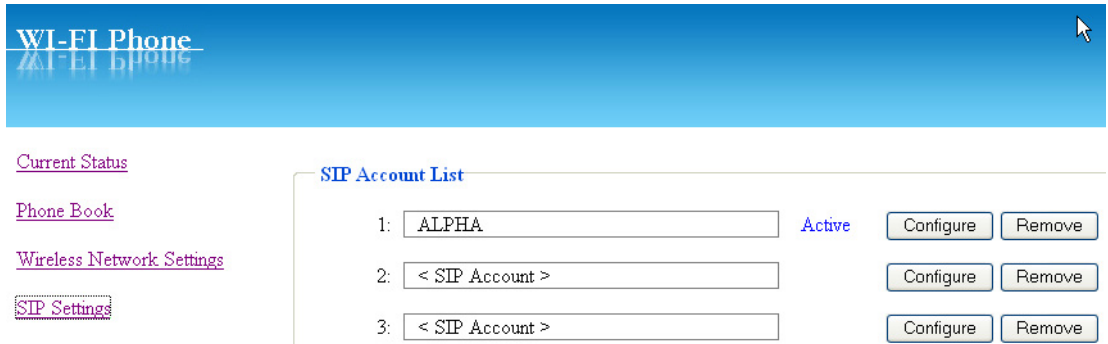 WI-FI Phone
Current Status
Phone Book
Wireless Network Settings
SIP Settings
SIP Account List
1: ALPHA Active Configure Remove
2: < SIP Account > Configure Remove
3: < SIP Account > Configure Remove